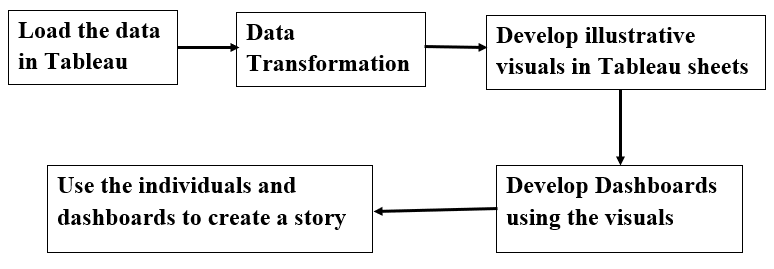 Load the data
in Tableau
Data
Transformation
Develop illustrative
visuals in Tableau sheets
Develop Dashboards
using the visuals
Use the individuals and
dashboards to create a story